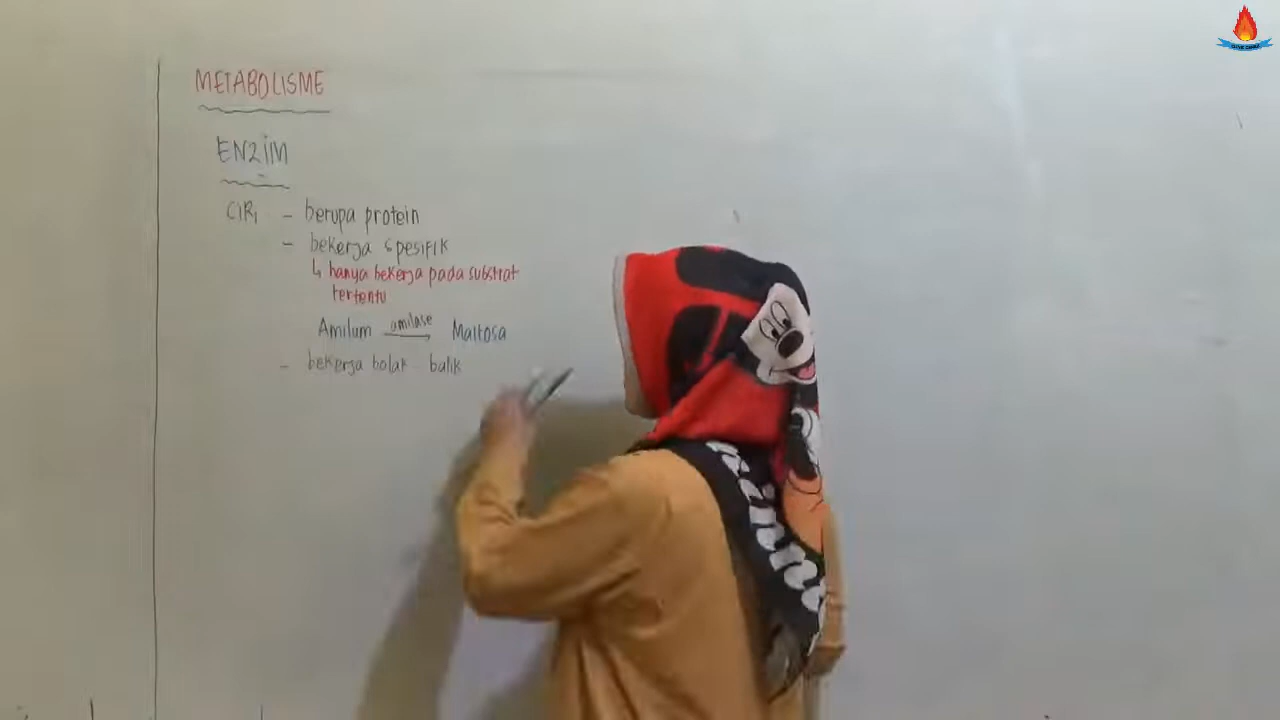 METABOLISME
ENZIM
CIRI - berupa protein
- bekerja spesifik
↳ hanya bekerja pada substrat
tertentu
Amilum amilase → Maltosa
- bekerja bolak - balik